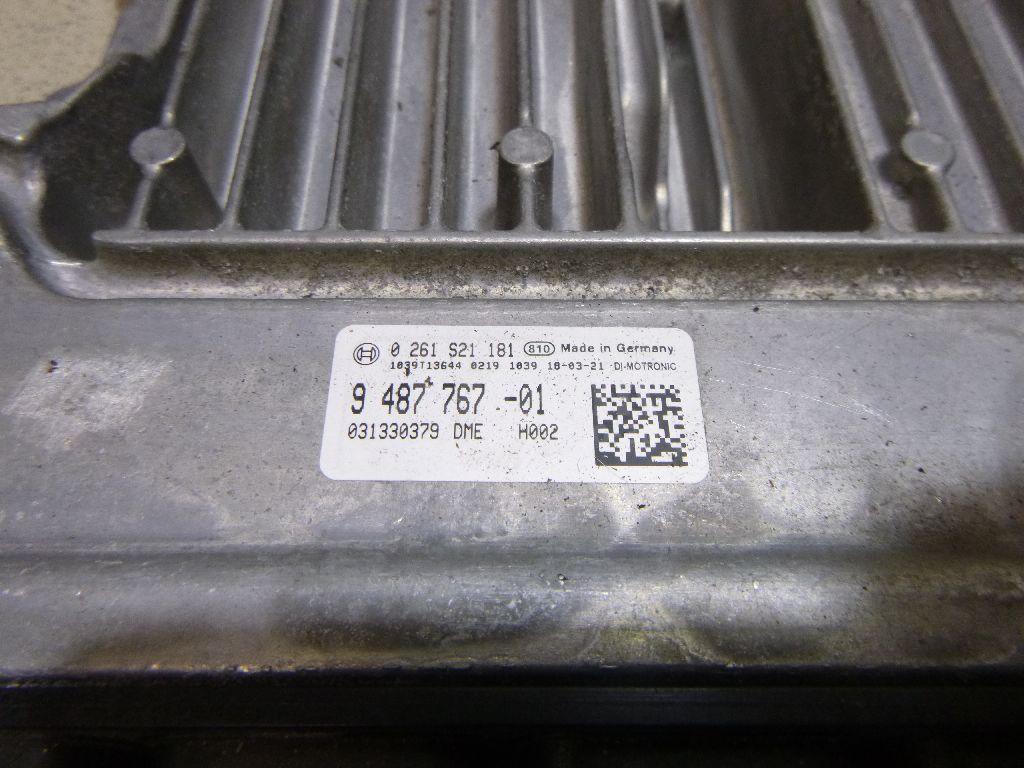 0 261 S21 181 810 Made in Germany
1039T13644 0219 1039 18-03-21 DI-MOTRONIC
9 487 767 -01
031330379 DME H002